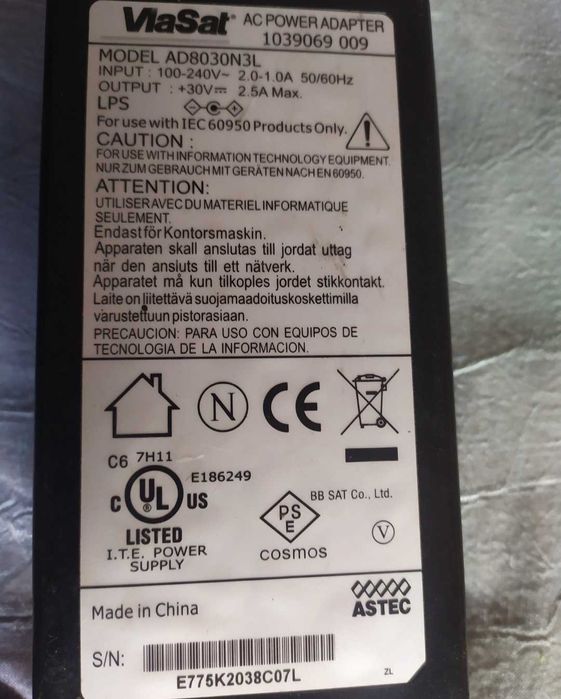 ViaSat® AC POWER ADAPTER
1039069 009
MODEL AD8030N3L
INPUT : 100-240V~ 2.0-1.0A 50/60Hz
OUTPUT : +30V⎓ 2.5A Max.
LPS
For use with IEC60950 Products Only.
CAUTION :
FOR USE WITH INFORMATION TECHNOLOGY EQUIPMENT.
NUR ZUM GEBRAUCH MIT GERÄTEN NACH EN 60950.
ATTENTION:
UTILISER AVEC DU MATERIEL INFORMATIQUE
SEULEMENT.
Endast för Kontorsmaskin.
Apparaten skall anslutas till jordat uttag
när den ansluts till ett nätverk.
Apparatet må kun tilkoples jordet stikkontakt.
Laite on liitettävä suojamaadoituskoskettimilla
varustettuun pistorasiaan.
PRECAUCION: PARA USO CON EQUIPOS DE
TECNOLOGIA DE LA INFORMACION.
N CE
C6 7H11
E186249
C UL® US
LISTED
I.T.E. POWER
SUPPLY
BB SAT Co., Ltd.
PS
E
COSMOS
V
Made in China
ASTEC
S/N:
E775K2038C07L
ZL